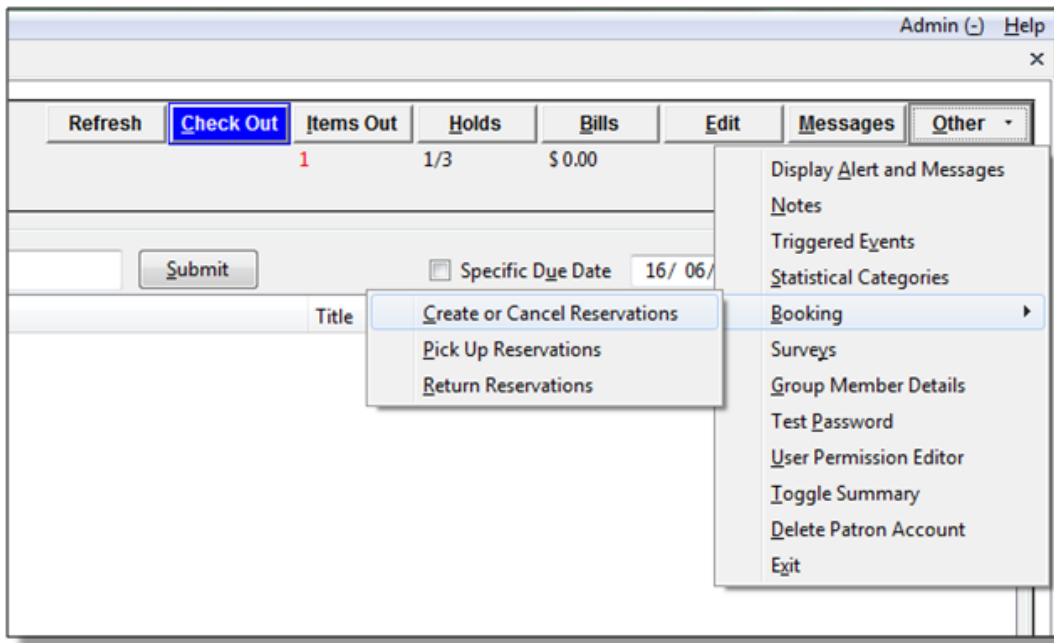 Admin (-) Help
×
Refresh Check Out Items Out Holds Bills Edit Messages Other
1 1/3 $ 0.00
Display Alert and Messages
Notes
Triggered Events
Submit Specific Due Date 16/ 06/
Statistical Categories
Title Create or Cancel Reservations Booking
Pick Up Reservations Surveys
Return Reservations Group Member Details
Test Password
User Permission Editor
Toggle Summary
Delete Patron Account
Exit